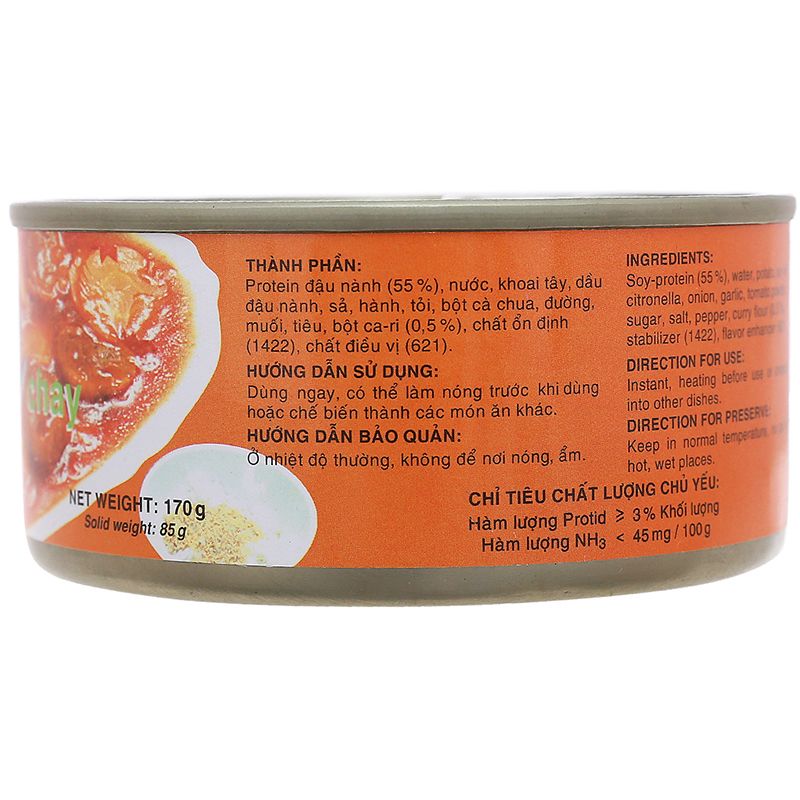 chay
NET WEIGHT: 170g
Solid weight: 85g
THÀNH PHẦN:
Protein đậu nành (55%), nước, khoai tây, dầu
đậu nành, sả, hành, tỏi, bột cà chua, đường,
muối, tiêu, bột ca-ri (0,5%), chất ổn định
(1422), chất điều vị (621).
HƯỚNG DẪN SỬ DỤNG:
Dùng ngay, có thể làm nóng trước khi dùng
hoặc chế biến thành các món ăn khác.
HƯỚNG DẪN BẢO QUẢN:
Ở nhiệt độ thường, không để nơi nóng, ẩm.
INGREDIENTS:
Soy-protein (55%), water,
citronella, onion, garlic, tomato
sugar, salt, pepper, curry flour
stabilizer (1422), flavor enhancer
DIRECTION FOR USE:
Instant, heating before use or
into other dishes.
DIRECTION FOR PRESERVE:
Keep in normal temperature,
hot, wet places.
CHỈ TIÊU CHẤT LƯỢNG CHỦ YẾU:
Hàm lượng Protid ≥ 3% Khối lượng
Hàm lượng NH3 < 45mg/100g